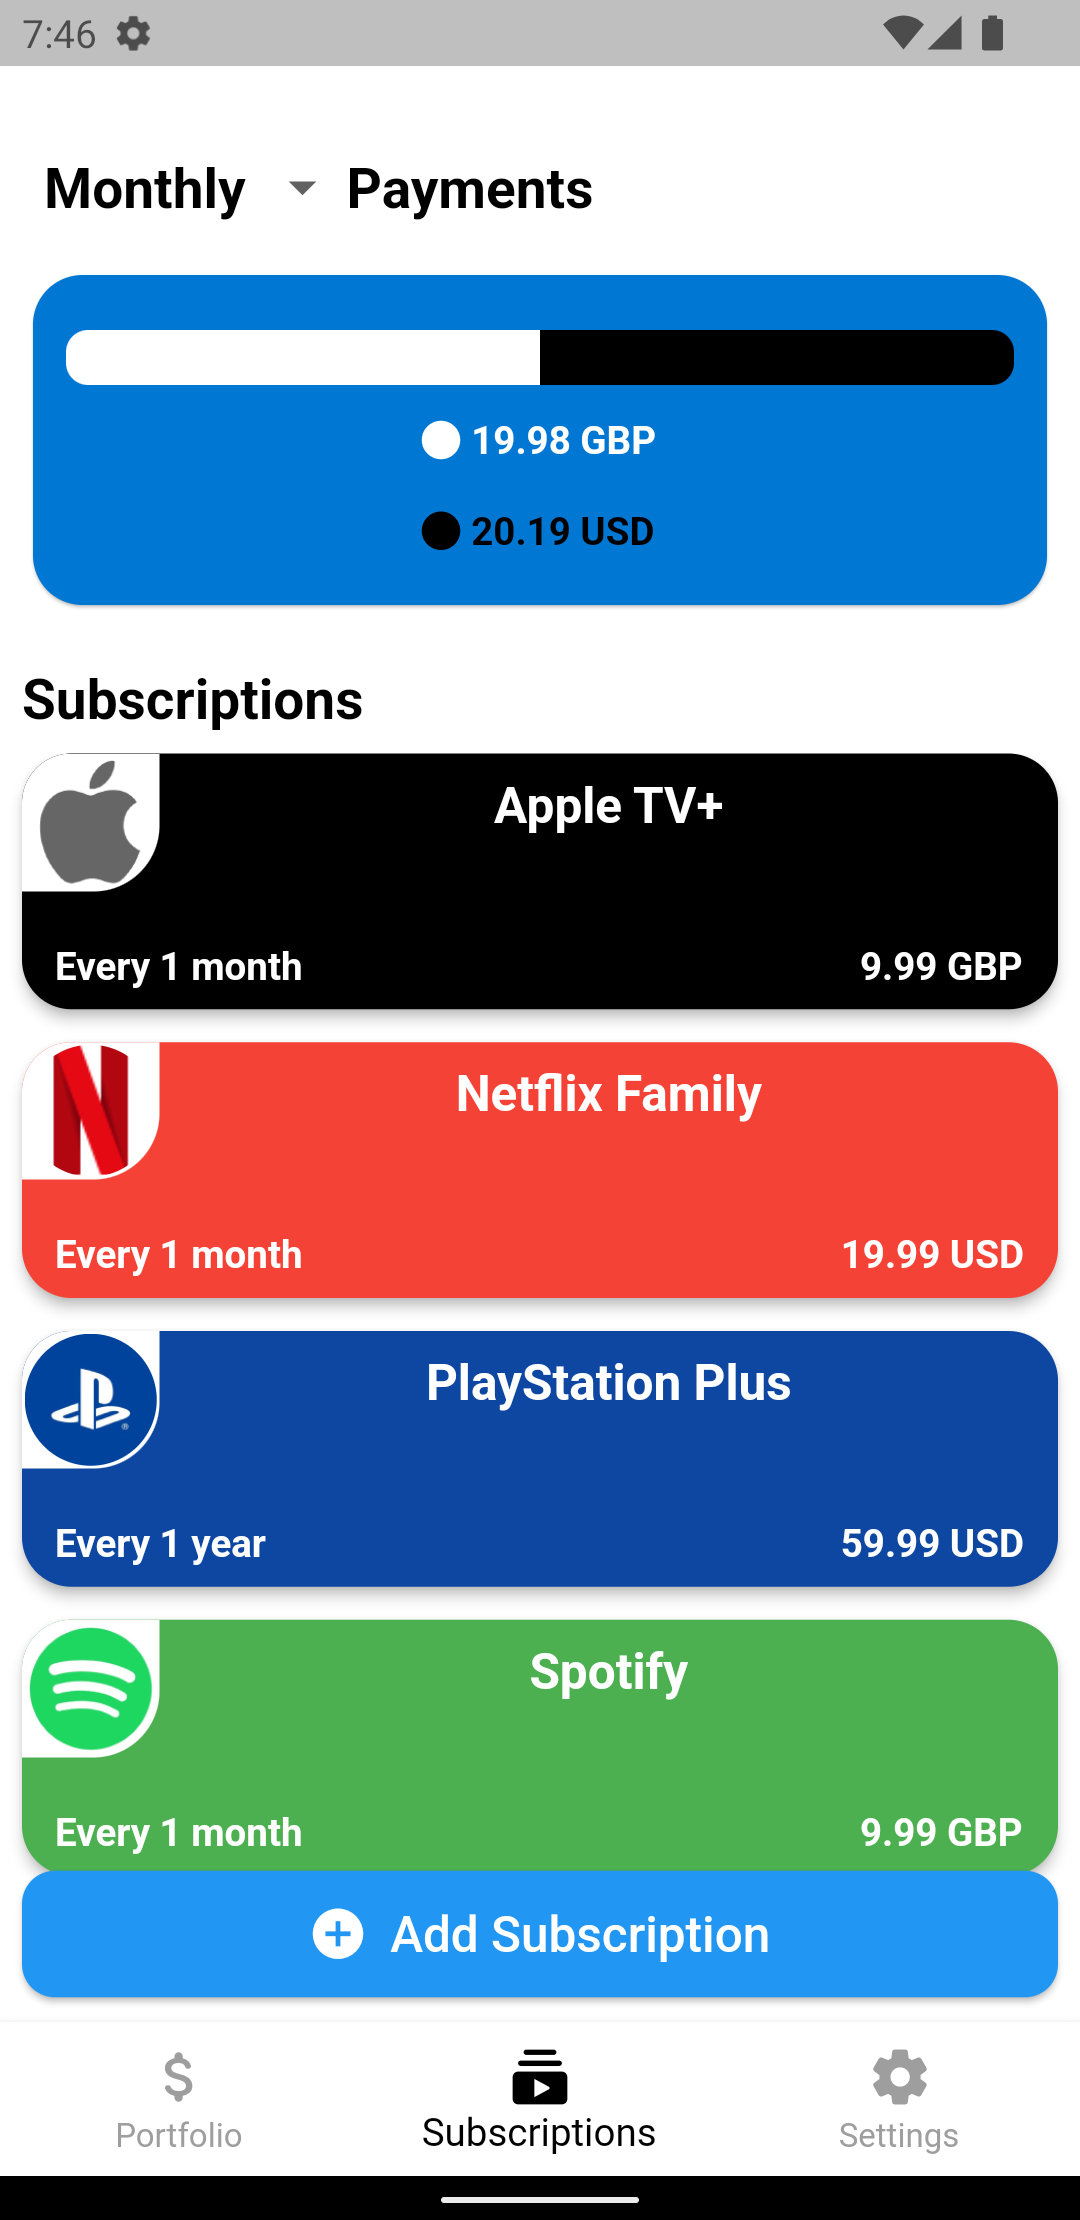 7:46
Monthly Payments
19.98 GBP
20.19 USD
Subscriptions
Apple TV+
Every 1 month 9.99 GBP
Netflix Family
Every 1 month 19.99 USD
PlayStation Plus
Every 1 year 59.99 USD
Spotify
Every 1 month 9.99 GBP
Add Subscription
Portfolio Subscriptions Settings